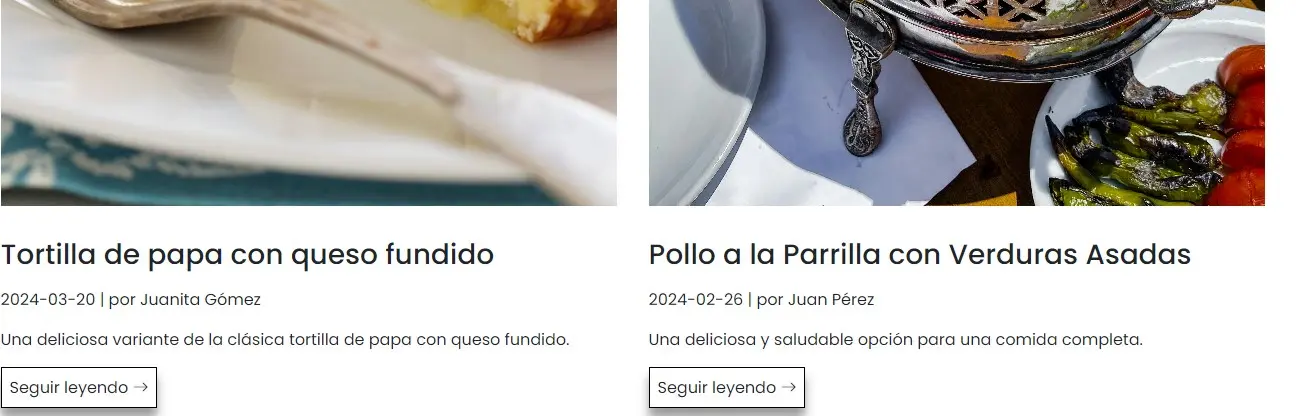 Tortilla de papa con queso fundido
2024-03-20 | por Juanita Gómez
Una deliciosa variante de la clásica tortilla de papa con queso fundido.
Seguir leyendo →
Pollo a la Parrilla con Verduras Asadas
2024-02-26 | por Juan Pérez
Una deliciosa y saludable opción para una comida completa.
Seguir leyendo →